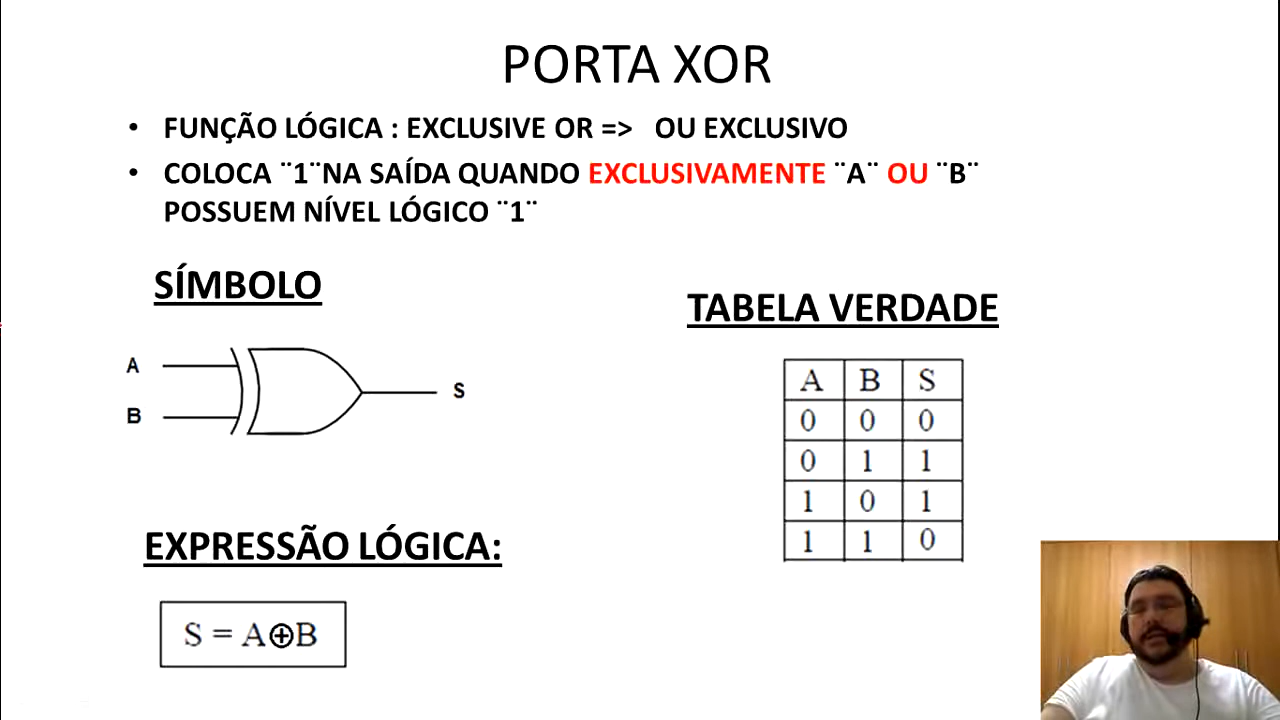 PORTA XOR
• FUNÇÃO LÓGICA : EXCLUSIVE OR => OU EXCLUSIVO
• COLOCA ¨1¨NA SAÍDA QUANDO EXCLUSIVAMENTE ¨A¨ OU ¨B¨
POSSUEM NÍVEL LÓGICO ¨1¨
SÍMBOLO
A
B
S
TABELA VERDADE
A B S
0 0 0
0 1 1
1 0 1
1 1 0
EXPRESSÃO LÓGICA:
S = A⊕B